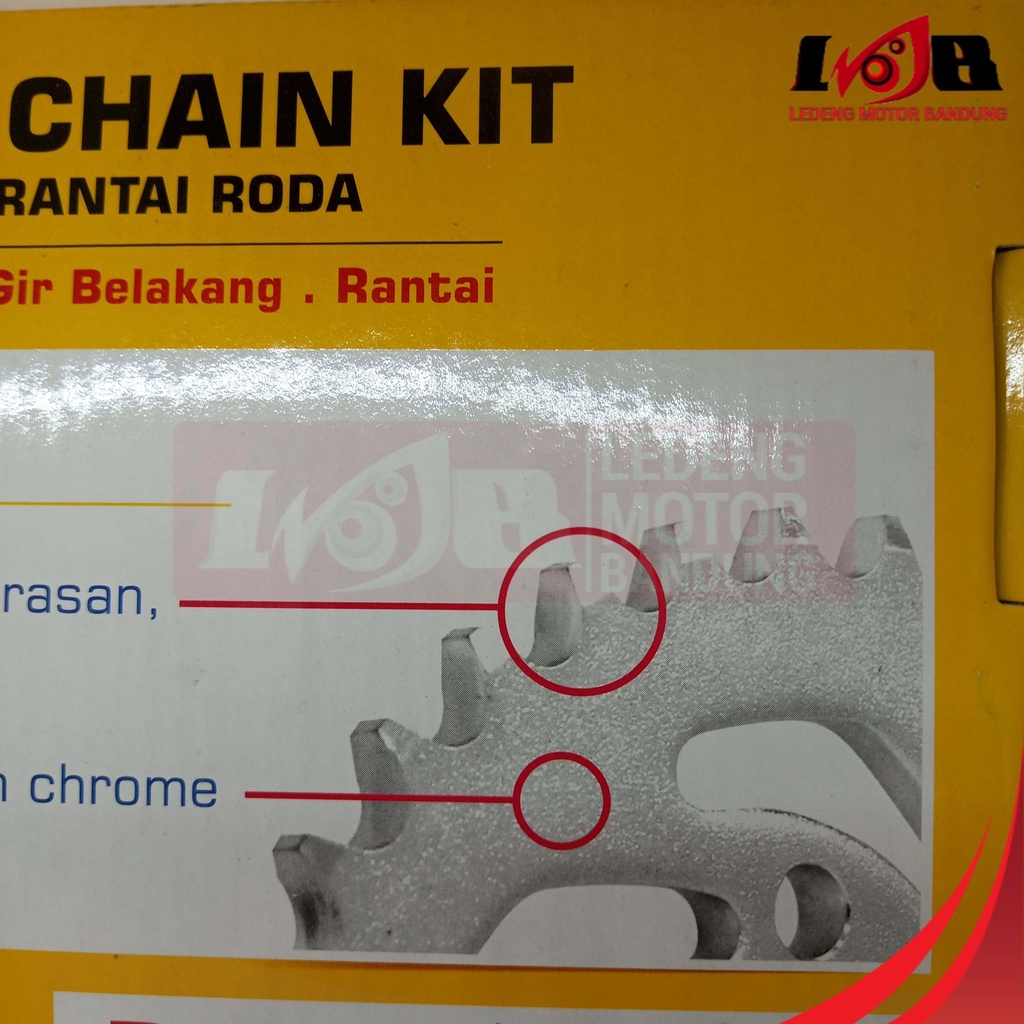 CHAIN KIT
RANTAI RODA
Gir Belakang . Rantai
rasan,
chrome
LMB
LEDENG MOTOR BANDUNG
LMB
LEDENG
MOTOR
BANDUNG